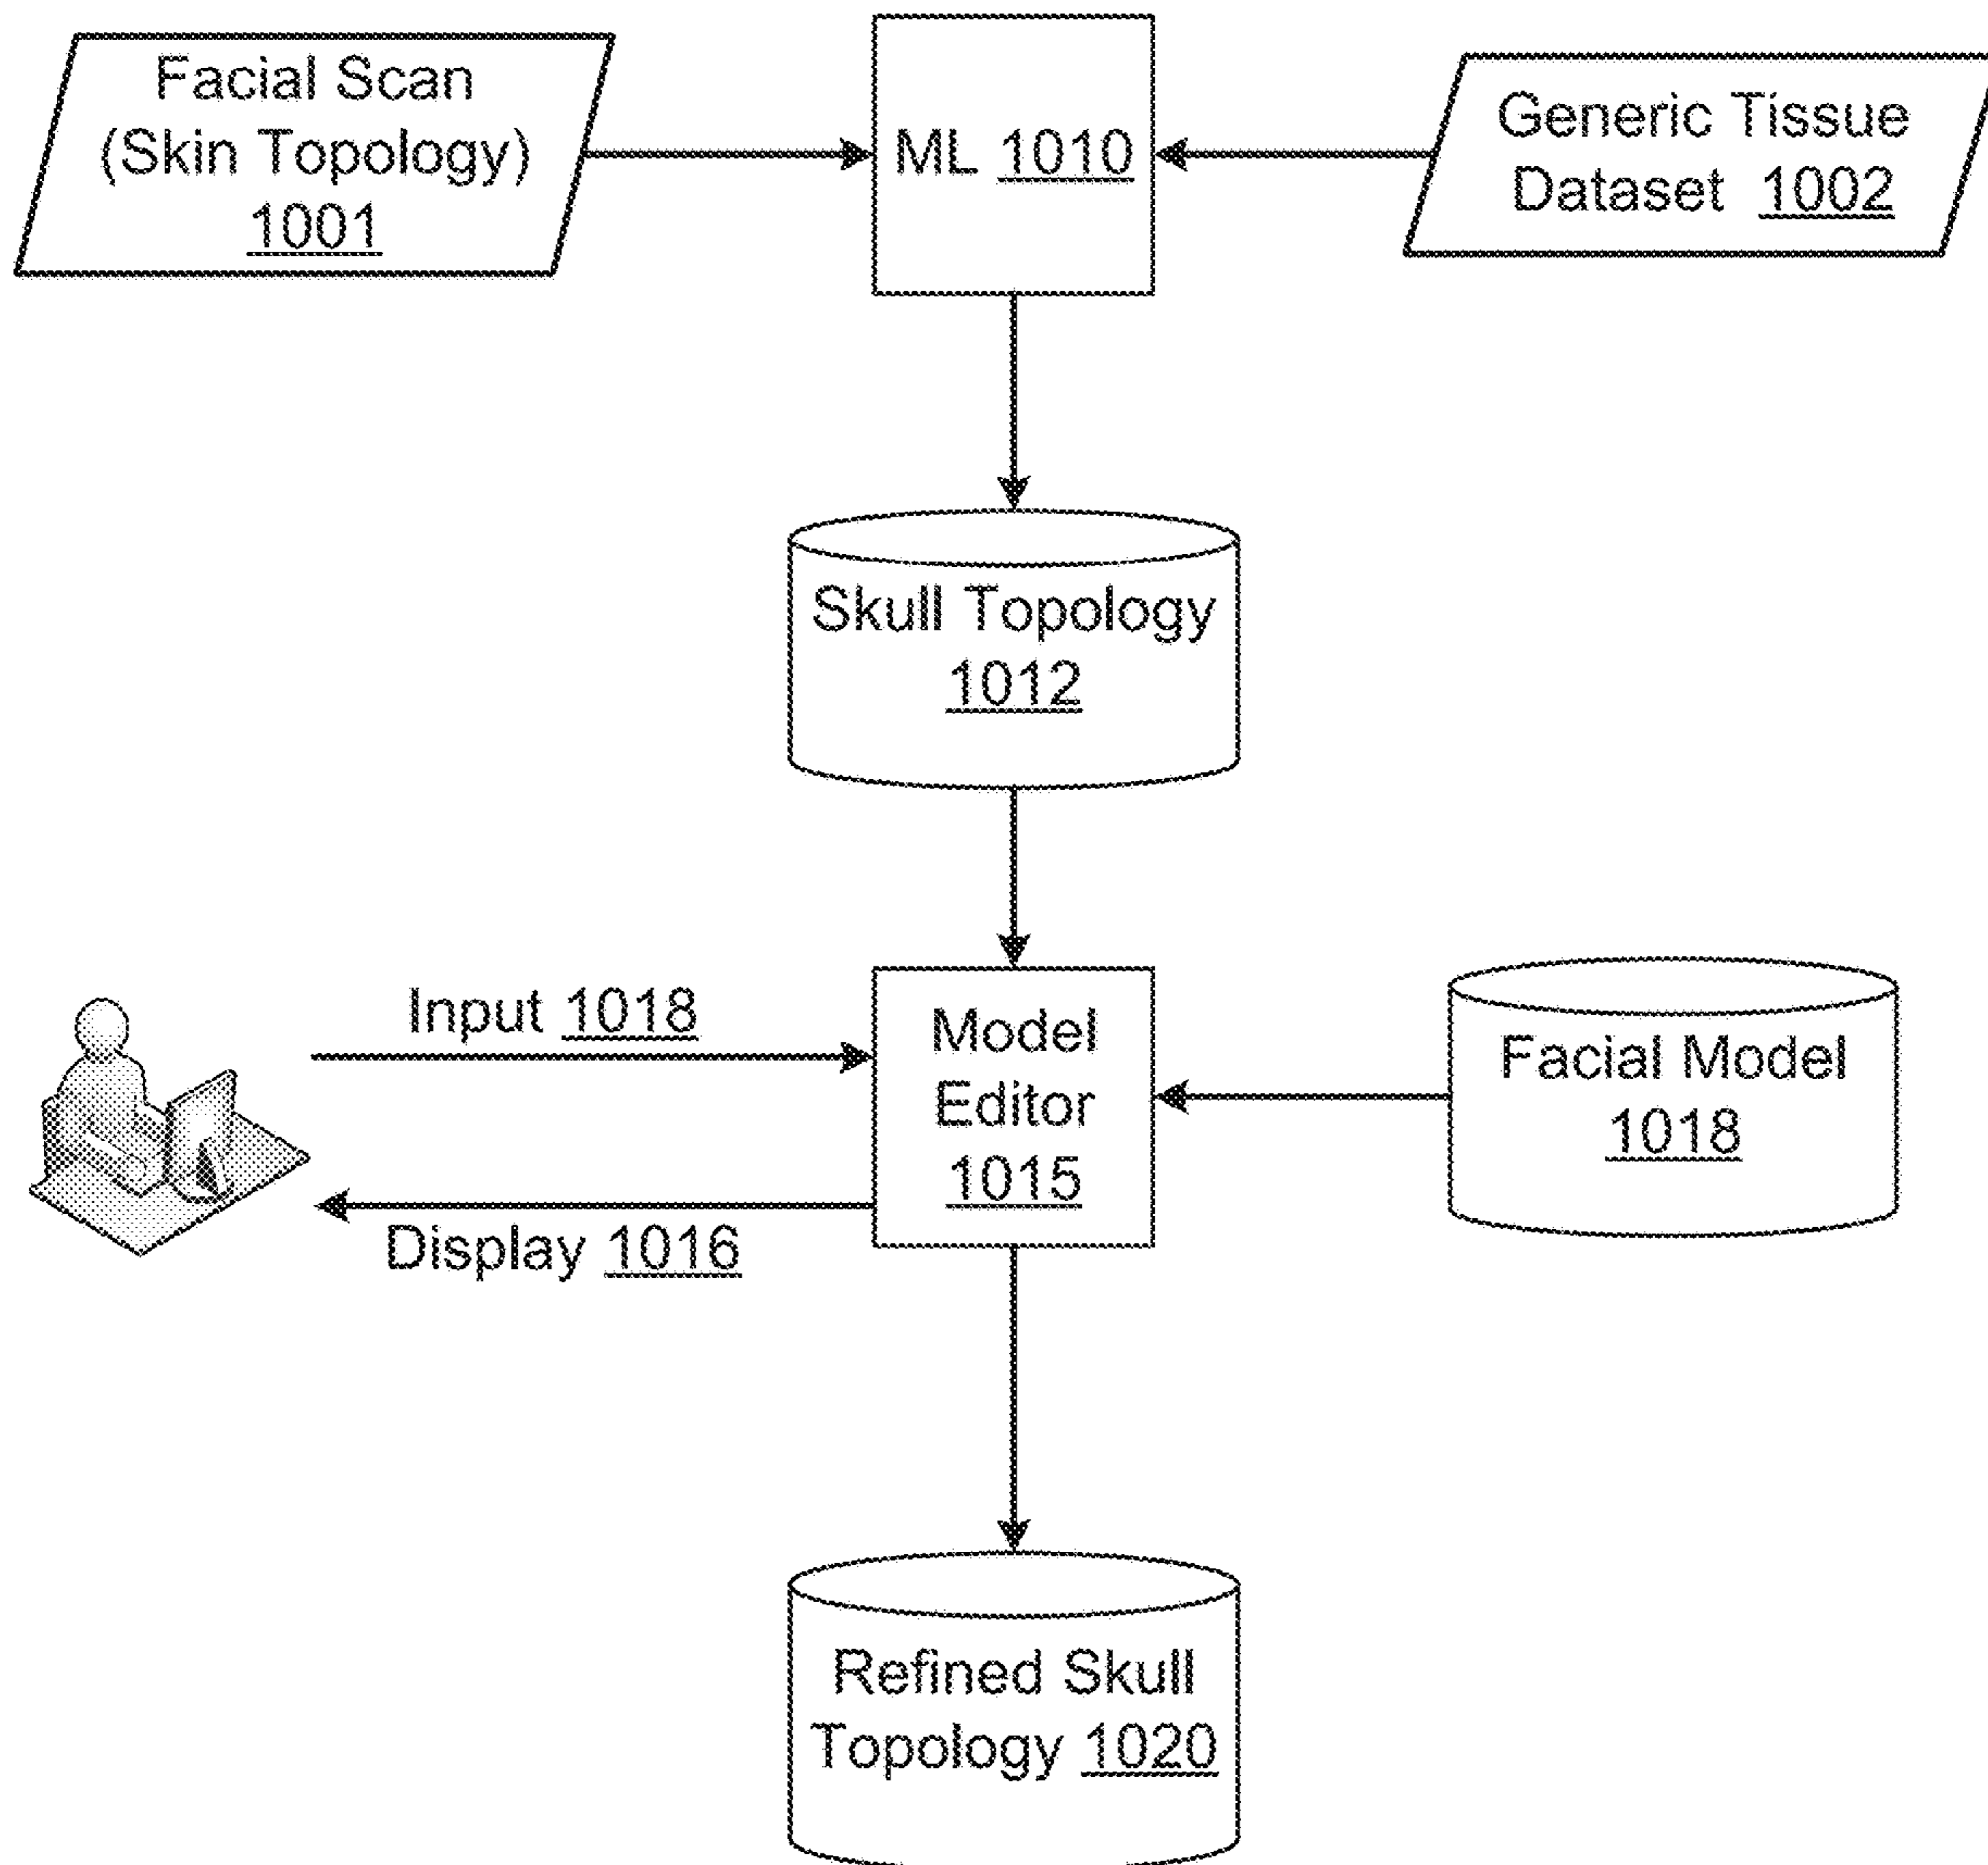 Facial Scan
(Skin Topology)
1001
ML 1010
Generic Tissue
Dataset 1002
Skull Topology
1012
Input 1018
Display 1016
Model
Editor
1015
Facial Model
1018
Refined Skull
Topology 1020